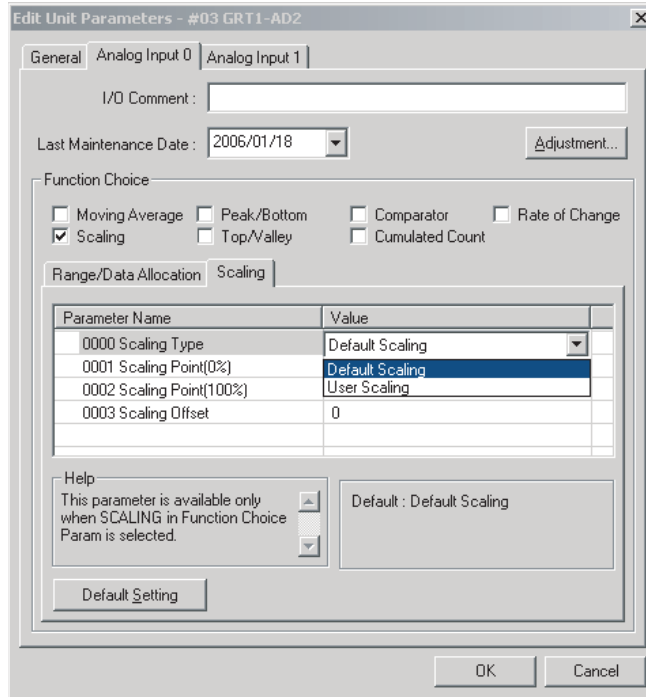 Edit Unit Parameters - #03 GRT1-AD2
General Analog Input 0 Analog Input 1
I/O Comment :
Last Maintenance Date : 2006/01/18 Adjustment...
Function Choice
Moving Average Peak/Bottom Comparator Rate of Change
Scaling Top/Valley Cumulated Count
Range/Data Allocation Scaling
Parameter Name Value
0000 Scaling Type Default Scaling
0001 Scaling Point(0%) Default Scaling
0002 Scaling Point(100%) User Scaling
0003 Scaling Offset 0
Help
This parameter is available only
when SCALING in Function Choice
Param is selected.
Default : Default Scaling
Default Setting
OK Cancel